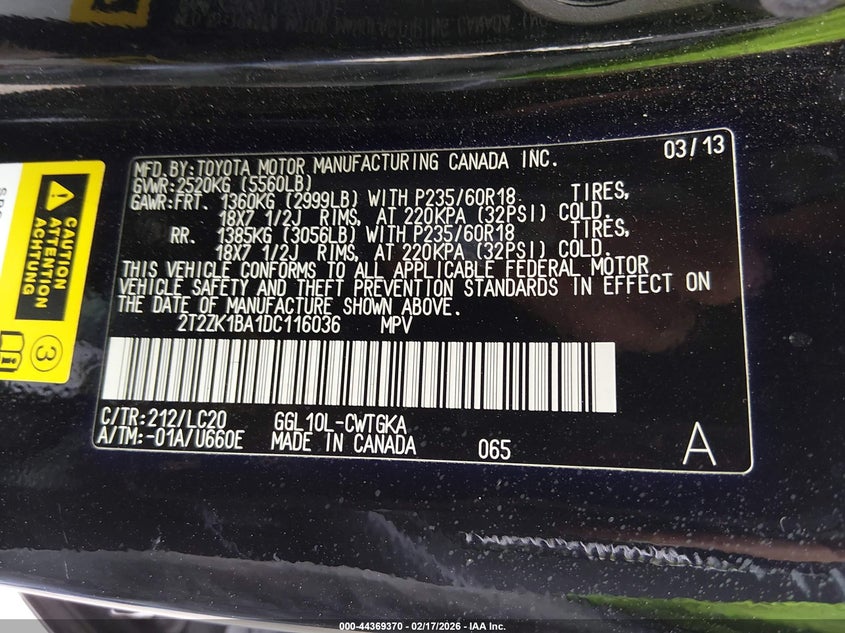 MFD.BY:TOYOTA MOTOR MANUFACTURING CANADA INC. 03/13
GVWR:2520KG (5560LB)
GAWR:FRT. 1360KG (2999LB) WITH P235/60R18 TIRES,
18X7 1/2J RIMS, AT 220KPA (32PSI) COLD.
RR. 1385KG (3056LB) WITH P235/60R18 TIRES,
18X7 1/2J RIMS, AT 220KPA (32PSI) COLD.
THIS VEHICLE CONFORMS TO ALL APPLICABLE FEDERAL MOTOR
VEHICLE SAFETY AND THEFT PREVENTION STANDARDS IN EFFECT ON
THE DATE OF MANUFACTURE SHOWN ABOVE.
2T2ZK1BA1DC116036 MPV
C/TR:212/LC20 GGL10L-CWTGKA
A/TM:-01A/U660E MADE IN CANADA 065 A
CAUTION
ATTENTION
ACHTUNG
3
000-44369370 - 02/17/2026 - IAA Inc.